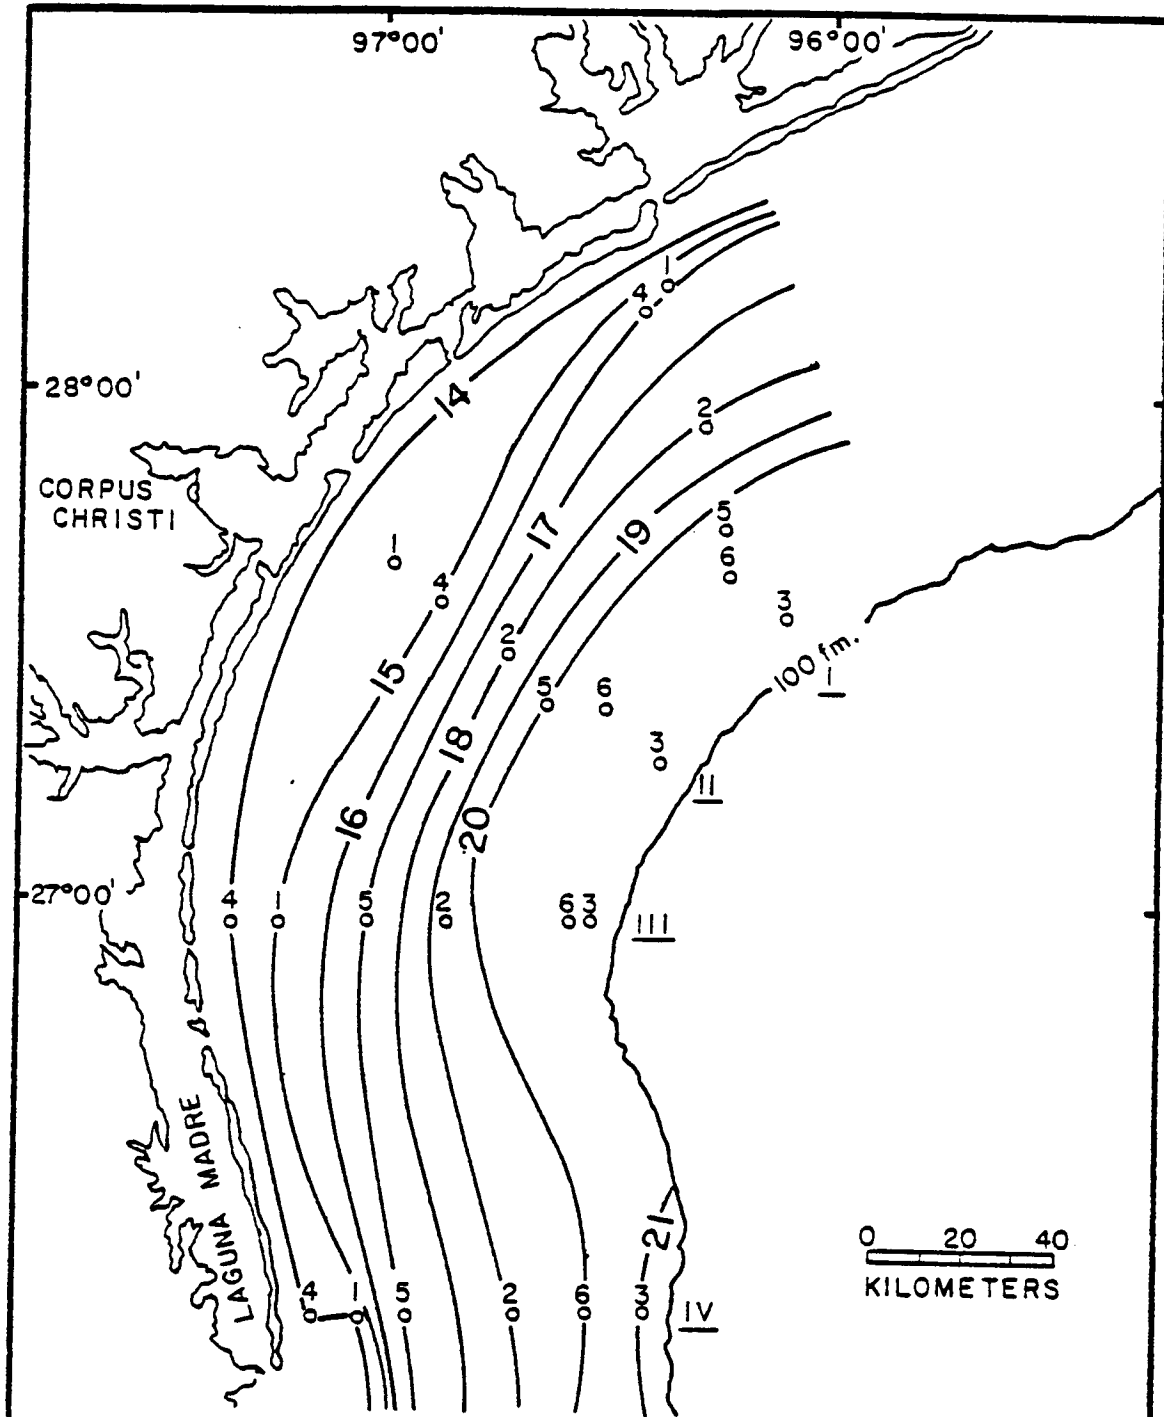 97°00' 96°00'
1
4
28°00'
14
2
CORPUS
CHRISTI
17
19
5
1
6
4
3
2
100 fm.
15
I
5 6
18
3
II
16
20
27°00'
4 1 5 2 6 3
III
LAGUNA MADRE
21
0 20 40
KILOMETERS
4 1 5 2 6 3
IV